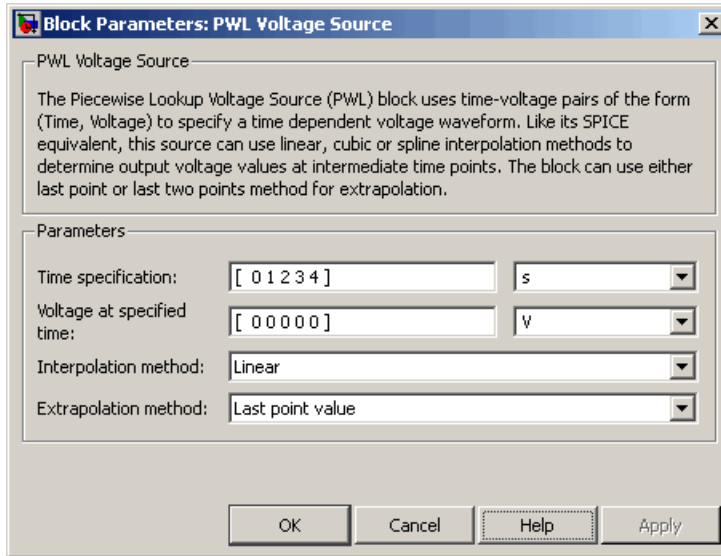 Block Parameters: PWL Voltage Source
PWL Voltage Source
The Piecewise Lookup Voltage Source (PWL) block uses time-voltage pairs of the form
(Time, Voltage) to specify a time dependent voltage waveform. Like its SPICE
equivalent, this source can use linear, cubic or spline interpolation methods to
determine output voltage values at intermediate time points. The block can use either
last point or last two points method for extrapolation.
Parameters
Time specification: [ 0 1 2 3 4 ] s
Voltage at specified
time: [ 0 0 0 0 0 ] V
Interpolation method: Linear
Extrapolation method: Last point value
OK Cancel Help Apply